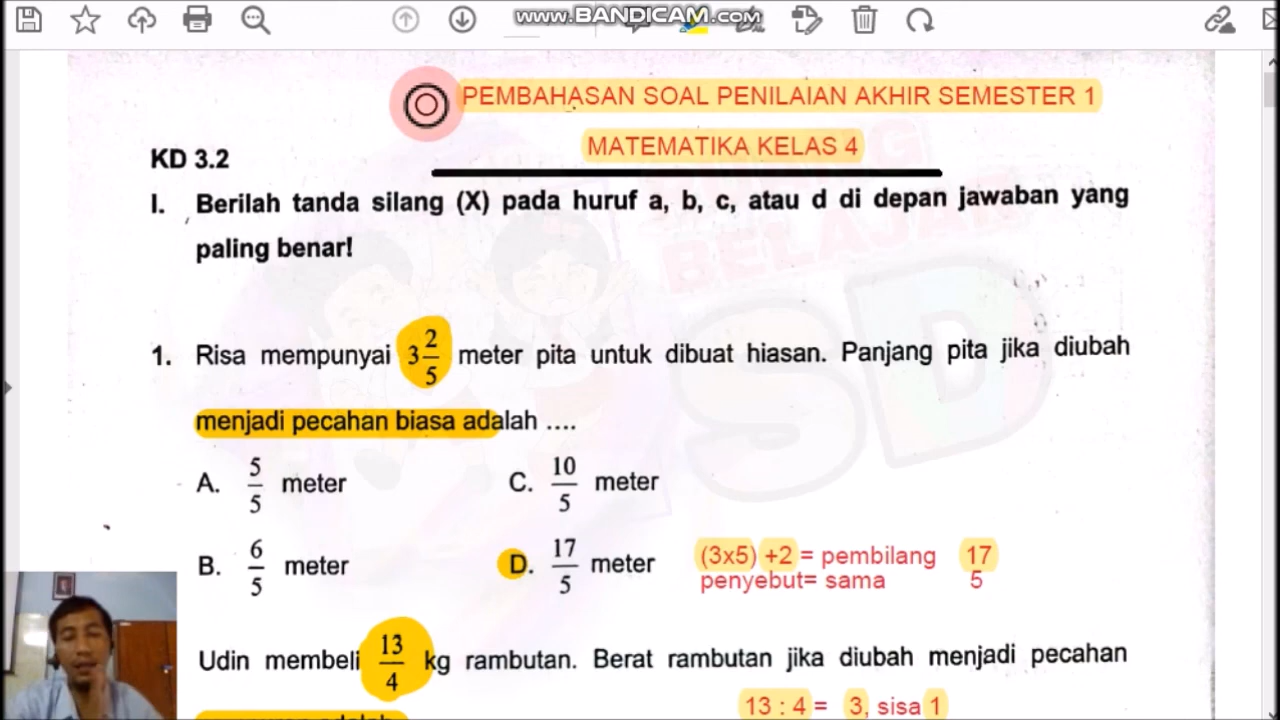 www.BANDICAM.com
PEMBAHASAN SOAL PENILAIAN AKHIR SEMESTER 1
MATEMATIKA KELAS 4
KD 3.2
I. Berilah tanda silang (X) pada huruf a, b, c, atau d di depan jawaban yang
paling benar!
1. Risa mempunyai 3 2/5 meter pita untuk dibuat hiasan. Panjang pita jika diubah
menjadi pecahan biasa adalah ....
A. 5/5 meter
C. 10/5 meter
B. 6/5 meter
D. 17/5 meter
(3x5) +2 = pembilang 17
penyebut= sama 5
Udin membeli 13/4 kg rambutan. Berat rambutan jika diubah menjadi pecahan
13 : 4 = 3, sisa 1
BELAJAR
SD